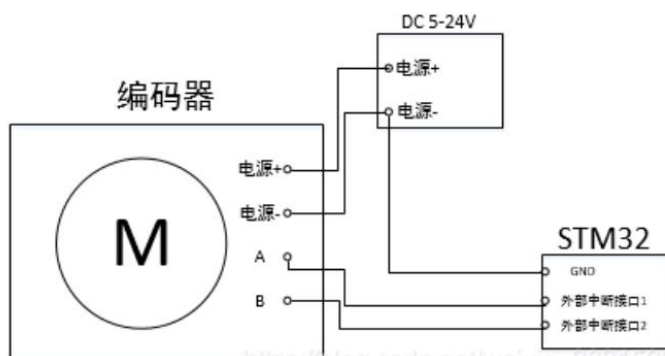 DC 5-24V
电源+
电源-
编码器
电源+
电源-
A
B
M
STM32
GND
外部中断接口1
外部中断接口2